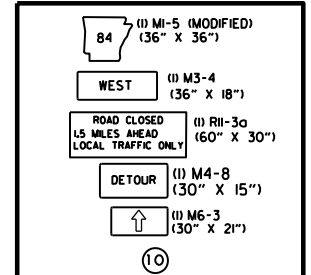 84 (1) M1-5 (MODIFIED)
(36" X 36")
WEST (1) M3-4
(36" X 18")
ROAD CLOSED
1.5 MILES AHEAD
LOCAL TRAFFIC ONLY
(1) R11-3a
(60" X 30")
DETOUR (1) M4-8
(30" X 15")
(1) M6-3
(30" X 21")
10